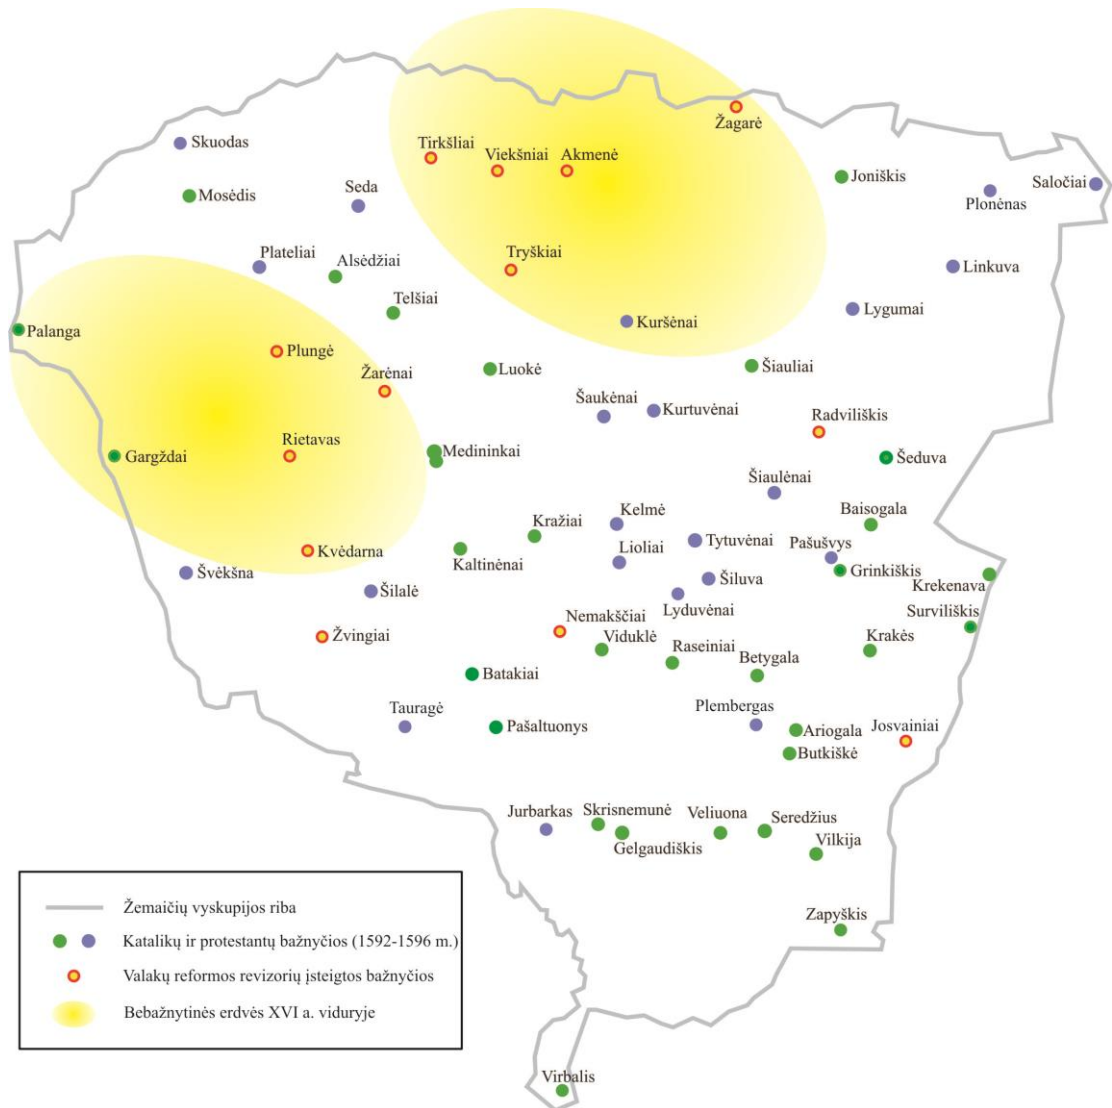 Žagarė
Skuodas
Tirkšliai
Viekšniai
Akmenė
Joniškis
Saločiai
Mosėdis
Seda
Plonėnas
Plateliai
Alsėdžiai
Tryškiai
Linkuva
Telšiai
Lygumai
Palanga
Kuršėnai
Plungė
Žarėnai
Luokė
Šiauliai
Šaukėnai
Kurtuvėnai
Radviliškis
Rietavas
Medininkai
Gargždai
Šeduva
Šiaulėnai
Kelmė
Baisogala
Kražiai
Tytuvėnai
Pašušvys
Kvėdarna
Lioliai
Kaltinėnai
Grinkiškis
Švėkšna
Šiluva
Krekenava
Šilalė
Lyduvėnai
Surviliškis
Nemakščiai
Žvingiai
Viduklė
Raseiniai
Krakės
Betygala
Batakiai
Tauragė
Plembergas
Pašaltuonys
Ariogala
Josvainiai
Butkiškė
Jurbarkas
Skrisnemunė
Veliuona
Seredžius
Gelgaudiškis
Vilkija
Zapyškis
Virbalis
Žemaičių vyskupijos riba
Katalikų ir protestantų bažnyčios (1592-1596 m.)
Valakų reformos revizorių įsteigtos bažnyčios
Bebažnytinės erdvės XVI a. viduryje